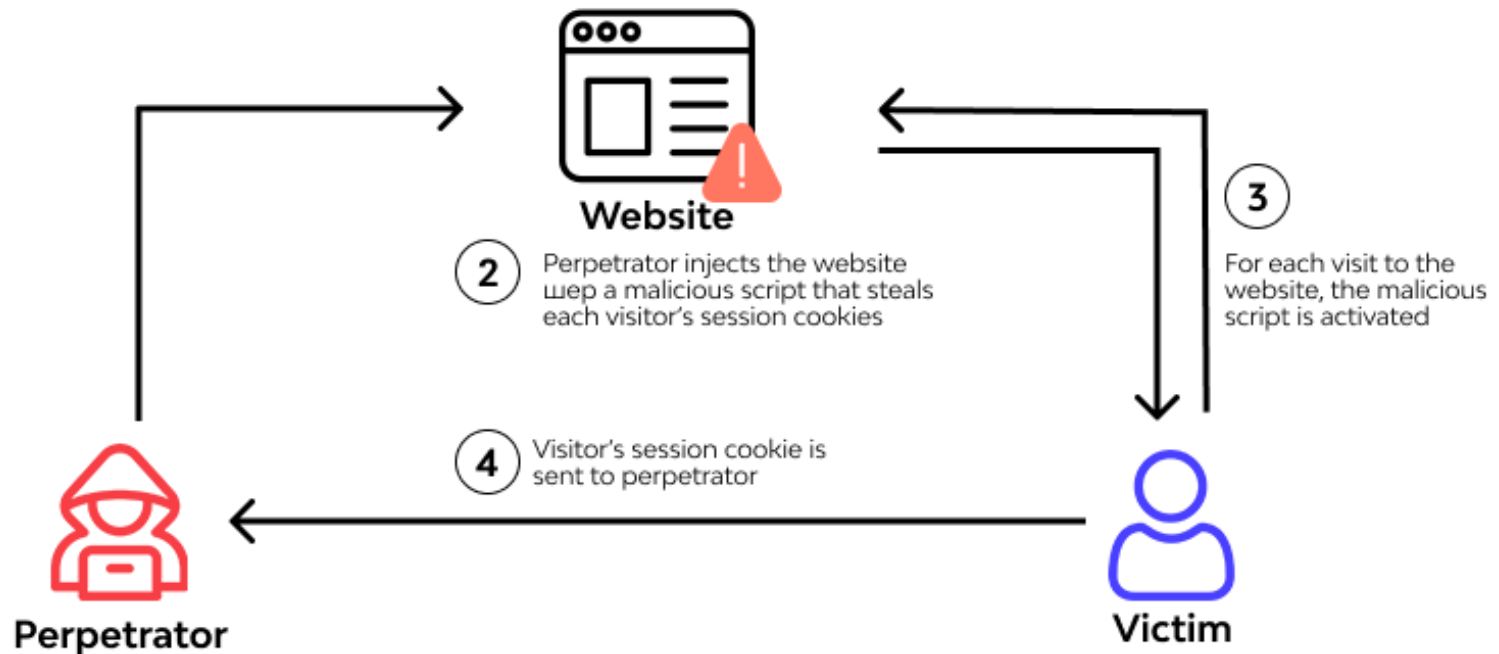 Website
2
Perpetrator injects the website
шер a malicious script that steals
each visitor's session cookies
3
For each visit to the
website, the malicious
script is activated
4
Visitor's session cookie is
sent to perpetrator
Perpetrator
Victim